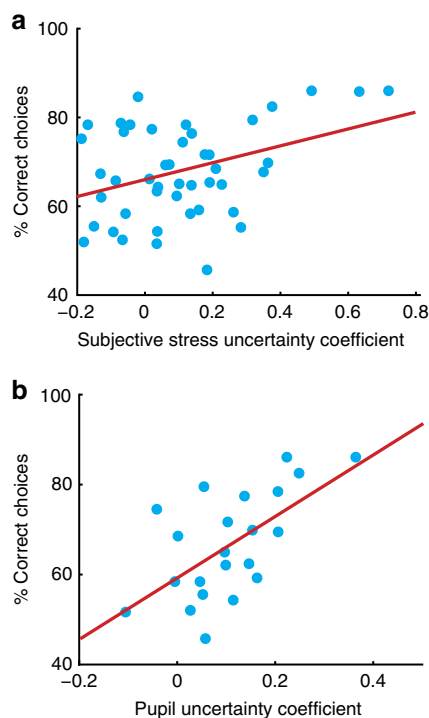 a
100
80
60
40
% Correct choices
−0.2 0 0.2 0.4 0.6 0.8
Subjective stress uncertainty coefficient
b
100
80
60
40
% Correct choices
−0.2 0 0.2 0.4
Pupil uncertainty coefficient